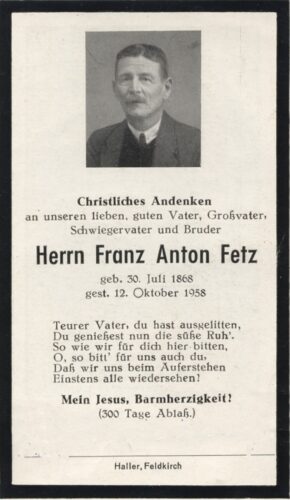 Christliches Andenken
an unseren lieben, guten Vater, Großvater,
Schwiegervater und Bruder
Herrn Franz Anton Fetz
geb. 30. Juli 1868
gest. 12. Oktober 1958
Teurer Vater, du hast ausgelitten,
Du genießest nun die süße Ruh'.
So wie wir für dich hier bitten,
O, so bitt' für uns auch du,
Daß wir uns beim Auferstehen
Einstens alle wiedersehen!
Mein Jesus, Barmherzigkeit!
(300 Tage Ablaß.)
Haller, Feldkirch